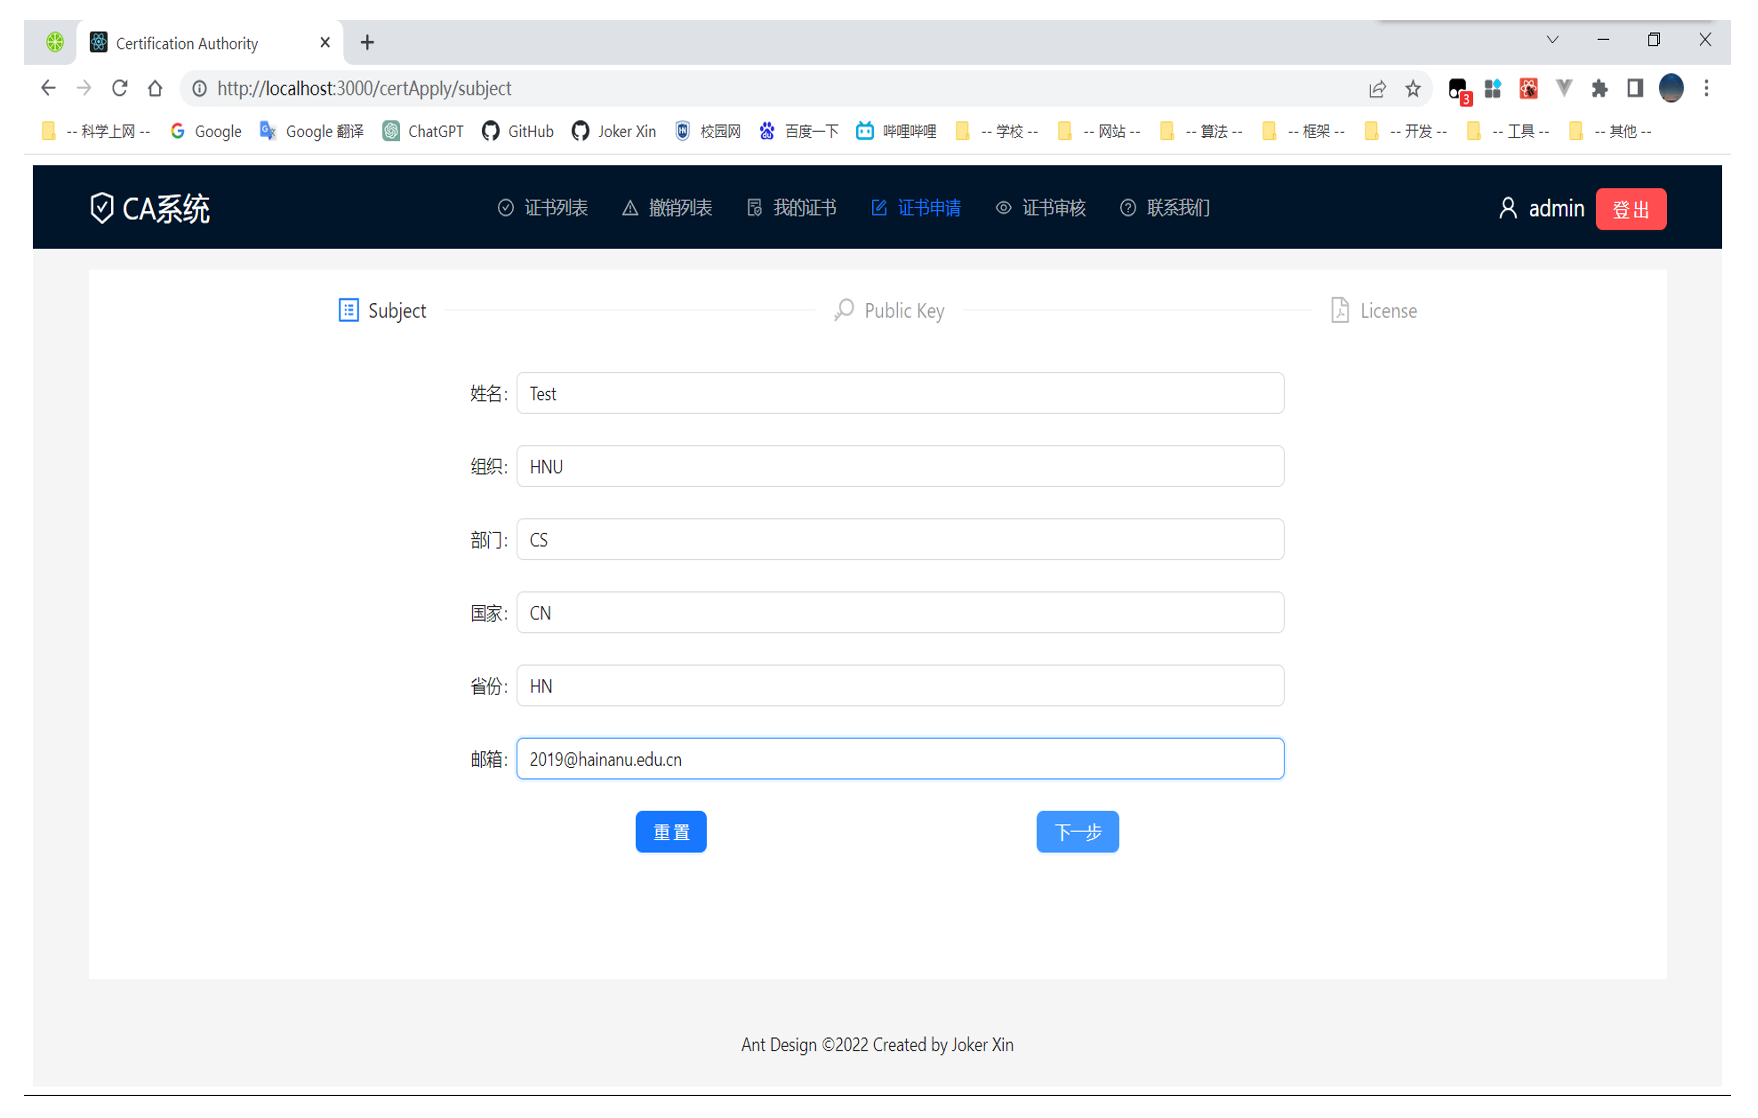 Certification Authority
http://localhost:3000/certApply/subject
3
-- 科学上网 -- Google Google 翻译 ChatGPT GitHub Joker Xin 校园网 百度一下 哔哩哔哩 -- 学校 -- -- 网站 -- -- 算法 -- -- 框架 -- -- 开发 -- -- 工具 -- -- 其他 --
CA系统 证书列表 撤销列表 我的证书 证书申请 证书审核 联系我们 admin 登出
Subject Public Key License
姓名: Test
组织: HNU
部门: CS
国家: CN
省份: HN
邮箱: 2019@hainanu.edu.cn
重置 下一步
Ant Design ©2022 Created by Joker Xin